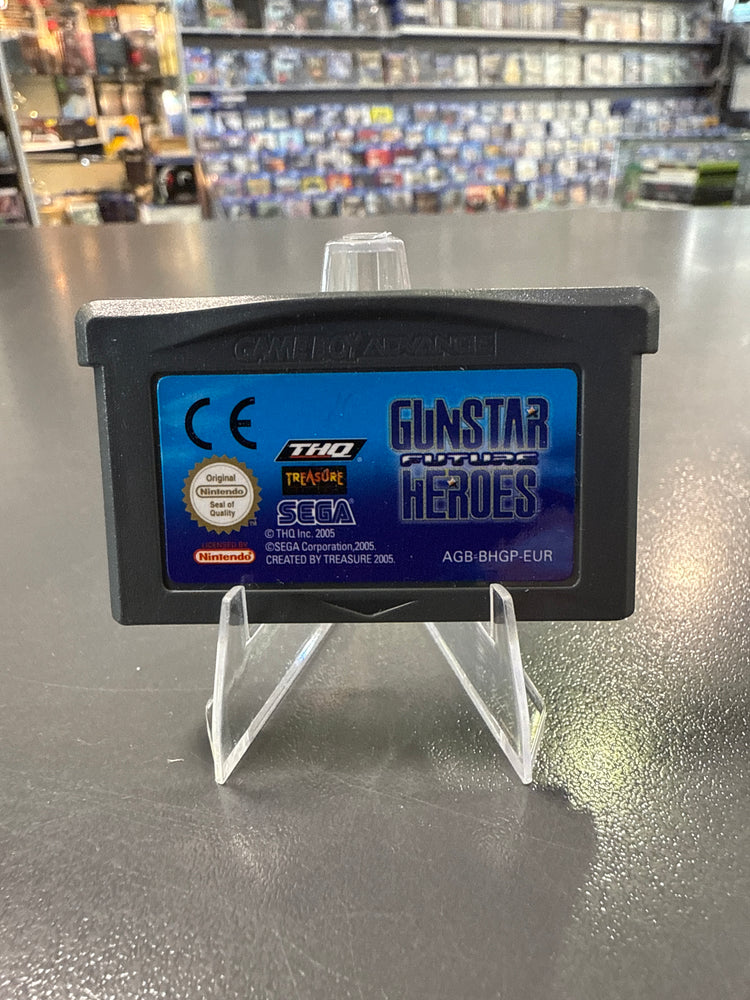 GAME BOY ADVANCE
CE
THQ
TREASURE
SEGA
GUNSTAR
FUTURE
HEROES
Original
Nintendo
Seal of
Quality
TM
LICENSED BY
Nintendo
© THQ Inc. 2005
©SEGA Corporation,2005.
CREATED BY TREASURE 2005.
AGB-BHGP-EUR